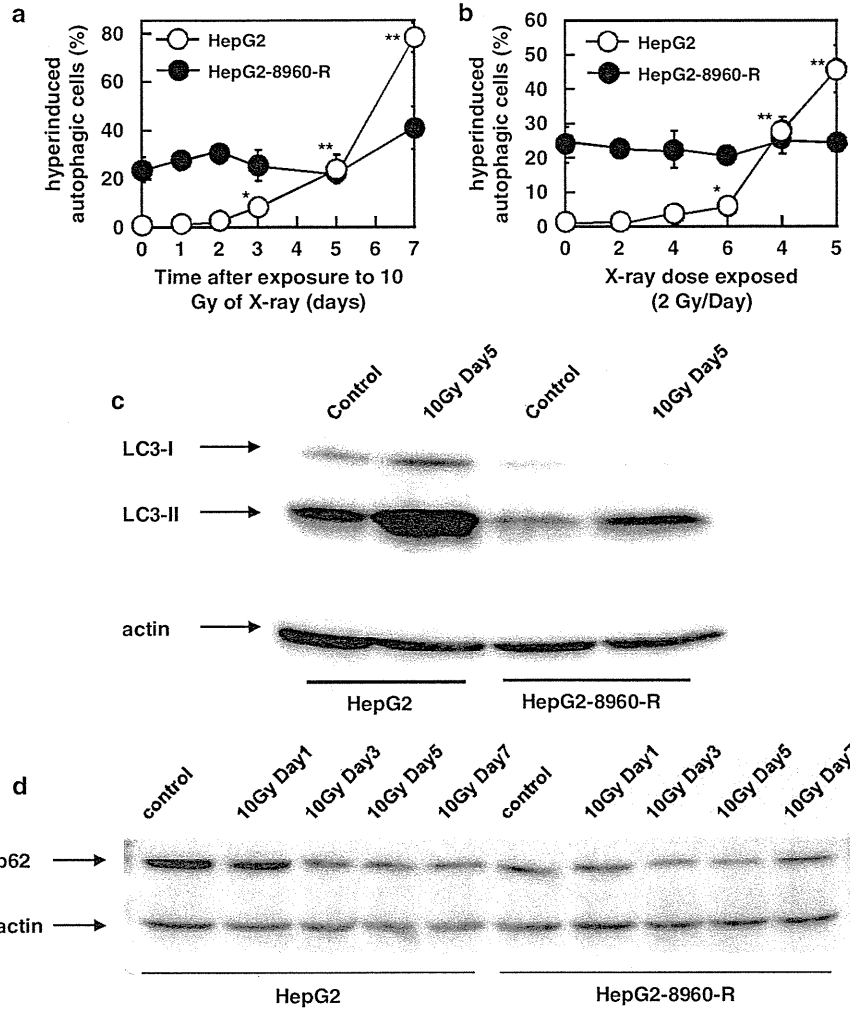 a
hyperinduced
autophagic cells (%)
80
60
40
20
0
HepG2
HepG2-8960-R
**
**
*
0 1 2 3 4 5 6 7
Time after exposure to 10
Gy of X-ray (days)
b
hyperinduced
autophagic cells (%)
60
50
40
30
20
10
0
HepG2
HepG2-8960-R
**
**
*
0 2 4 6 4 5
X-ray dose exposed
(2 Gy/Day)
c
Control
10Gy Day5
Control
10Gy Day5
LC3-I
LC3-II
actin
HepG2
HepG2-8960-R
d
control
10Gy Day1
10Gy Day3
10Gy Day5
10Gy Day7
control
10Gy Day1
10Gy Day3
10Gy Day5
10Gy Day7
p62
actin
HepG2
HepG2-8960-R